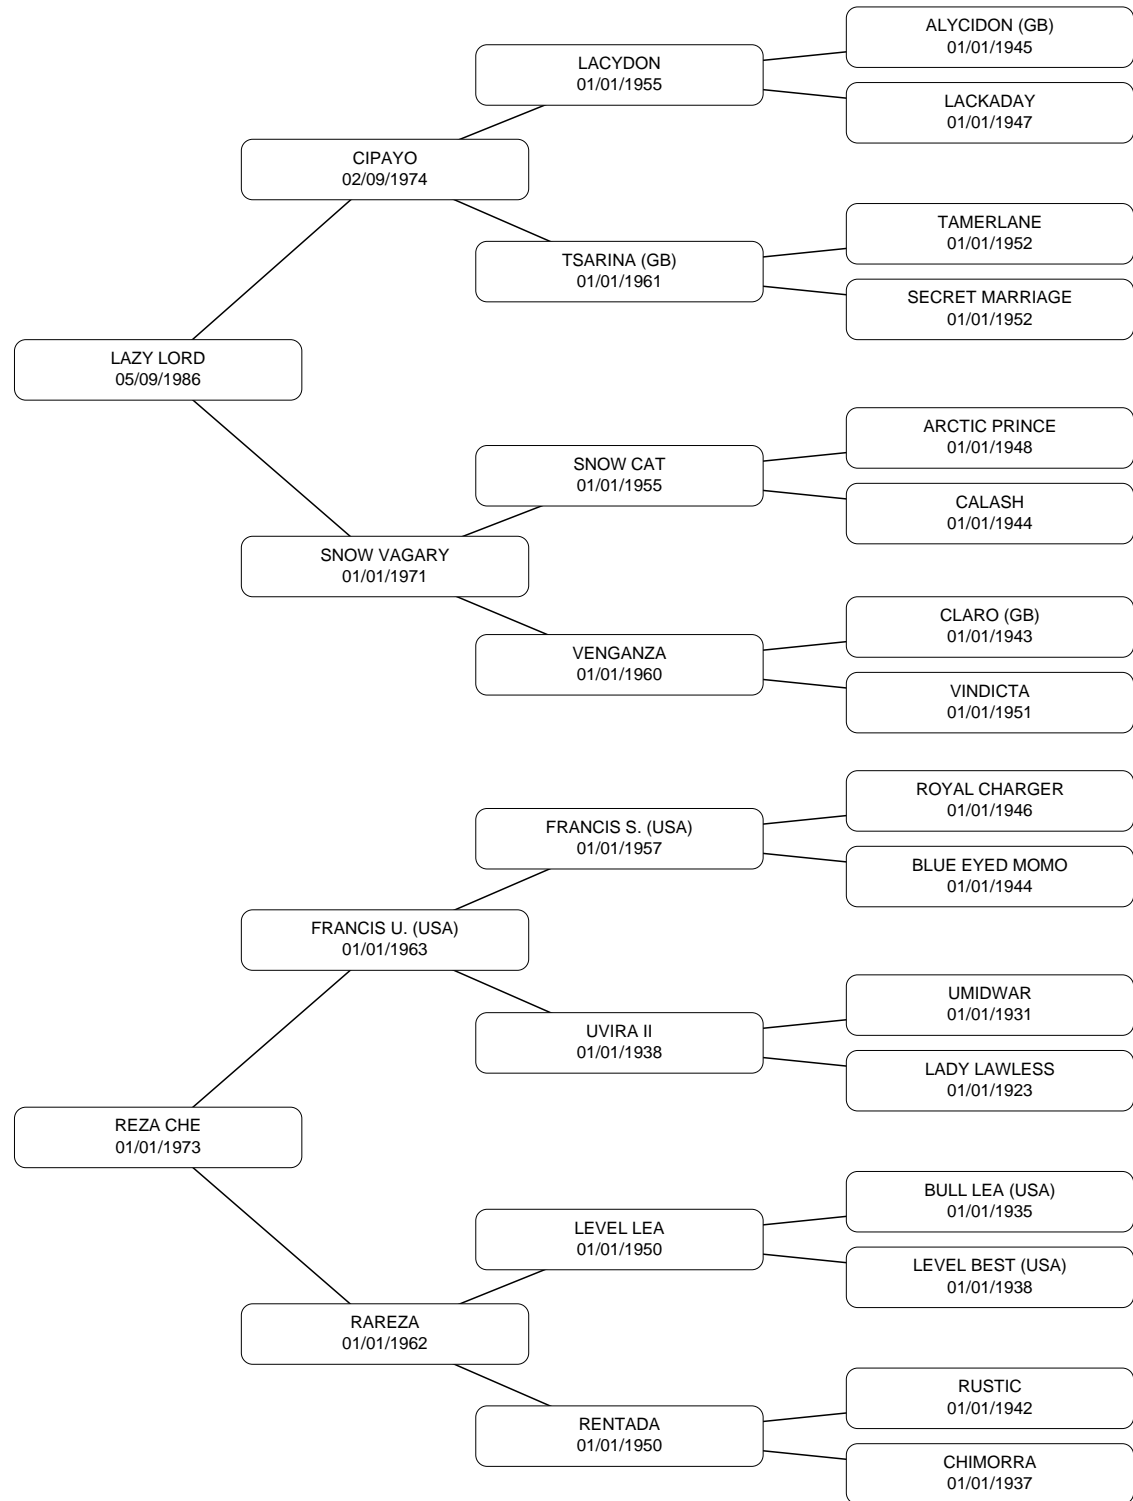 ALYCIDON (GB)
01/01/1945
LACYDON
01/01/1955
LACKADAY
01/01/1947
CIPAYO
02/09/1974
TAMERLANE
01/01/1952
TSARINA (GB)
01/01/1961
SECRET MARRIAGE
01/01/1952
LAZY LORD
05/09/1986
ARCTIC PRINCE
01/01/1948
SNOW CAT
01/01/1955
CALASH
01/01/1944
SNOW VAGARY
01/01/1971
CLARO (GB)
01/01/1943
VENGANZA
01/01/1960
VINDICTA
01/01/1951
ROYAL CHARGER
01/01/1946
FRANCIS S. (USA)
01/01/1957
BLUE EYED MOMO
01/01/1944
FRANCIS U. (USA)
01/01/1963
UMIDWAR
01/01/1931
UVIRA II
01/01/1938
LADY LAWLESS
01/01/1923
REZA CHE
01/01/1973
BULL LEA (USA)
01/01/1935
LEVEL LEA
01/01/1950
LEVEL BEST (USA)
01/01/1938
RAREZA
01/01/1962
RUSTIC
01/01/1942
RENTADA
01/01/1950
CHIMORRA
01/01/1937